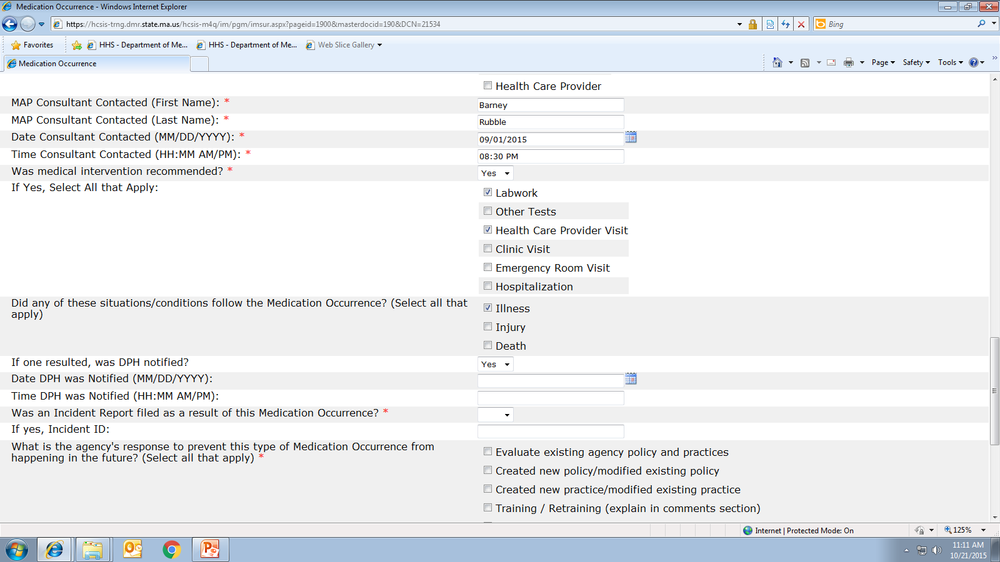 Medication Occurrence - Windows Internet Explorer
https://hcsis-trng.dmr.state.ma.us/hcsis-m4q/im/pgm/imsur.aspx?pageid=1900&masterdocid=190&DCN=21534
Bing
Favorites
HHS - Department of Me...
HHS - Department of Me...
Web Slice Gallery
Medication Occurrence
Page
Safety
Tools
Health Care Provider
MAP Consultant Contacted (First Name): *
Barney
MAP Consultant Contacted (Last Name): *
Rubble
Date Consultant Contacted (MM/DD/YYYY): *
09/01/2015
Time Consultant Contacted (HH:MM AM/PM): *
08:30 PM
Was medical intervention recommended? *
Yes
If Yes, Select All that Apply:
Labwork
Other Tests
Health Care Provider Visit
Clinic Visit
Emergency Room Visit
Hospitalization
Did any of these situations/conditions follow the Medication Occurrence? (Select all that
apply)
Illness
Injury
Death
If one resulted, was DPH notified?
Yes
Date DPH was Notified (MM/DD/YYYY):
Time DPH was Notified (HH:MM AM/PM):
Was an Incident Report filed as a result of this Medication Occurrence? *
If yes, Incident ID:
What is the agency's response to prevent this type of Medication Occurrence from
happening in the future? (Select all that apply) *
Evaluate existing agency policy and practices
Created new policy/modified existing policy
Created new practice/modified existing practice
Training / Retraining (explain in comments section)
Internet | Protected Mode: On
125%
11:11 AM
10/21/2015